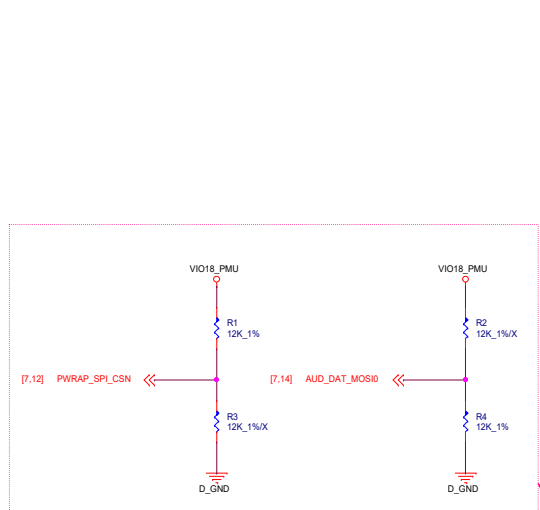 VIO18_PMU VIO18_PMU
R1 R2
12K_1% 12K_1%/X
[7,12] PWRAP_SPI_CSN [7,14] AUD_DAT_MOSI0
R3 R4
12K_1%/X 12K_1%
D_GND D_GND